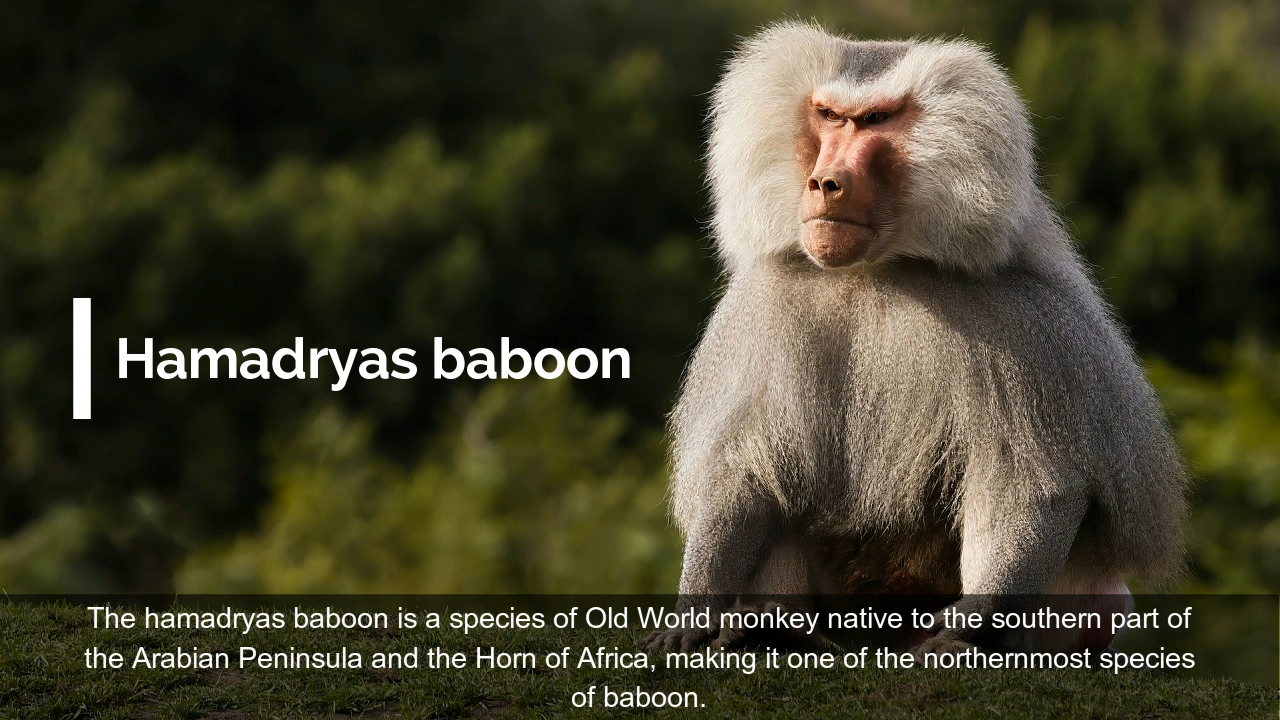 Hamadryas baboon
The hamadryas baboon is a species of Old World monkey native to the southern part of
the Arabian Peninsula and the Horn of Africa, making it one of the northernmost species
of baboon.